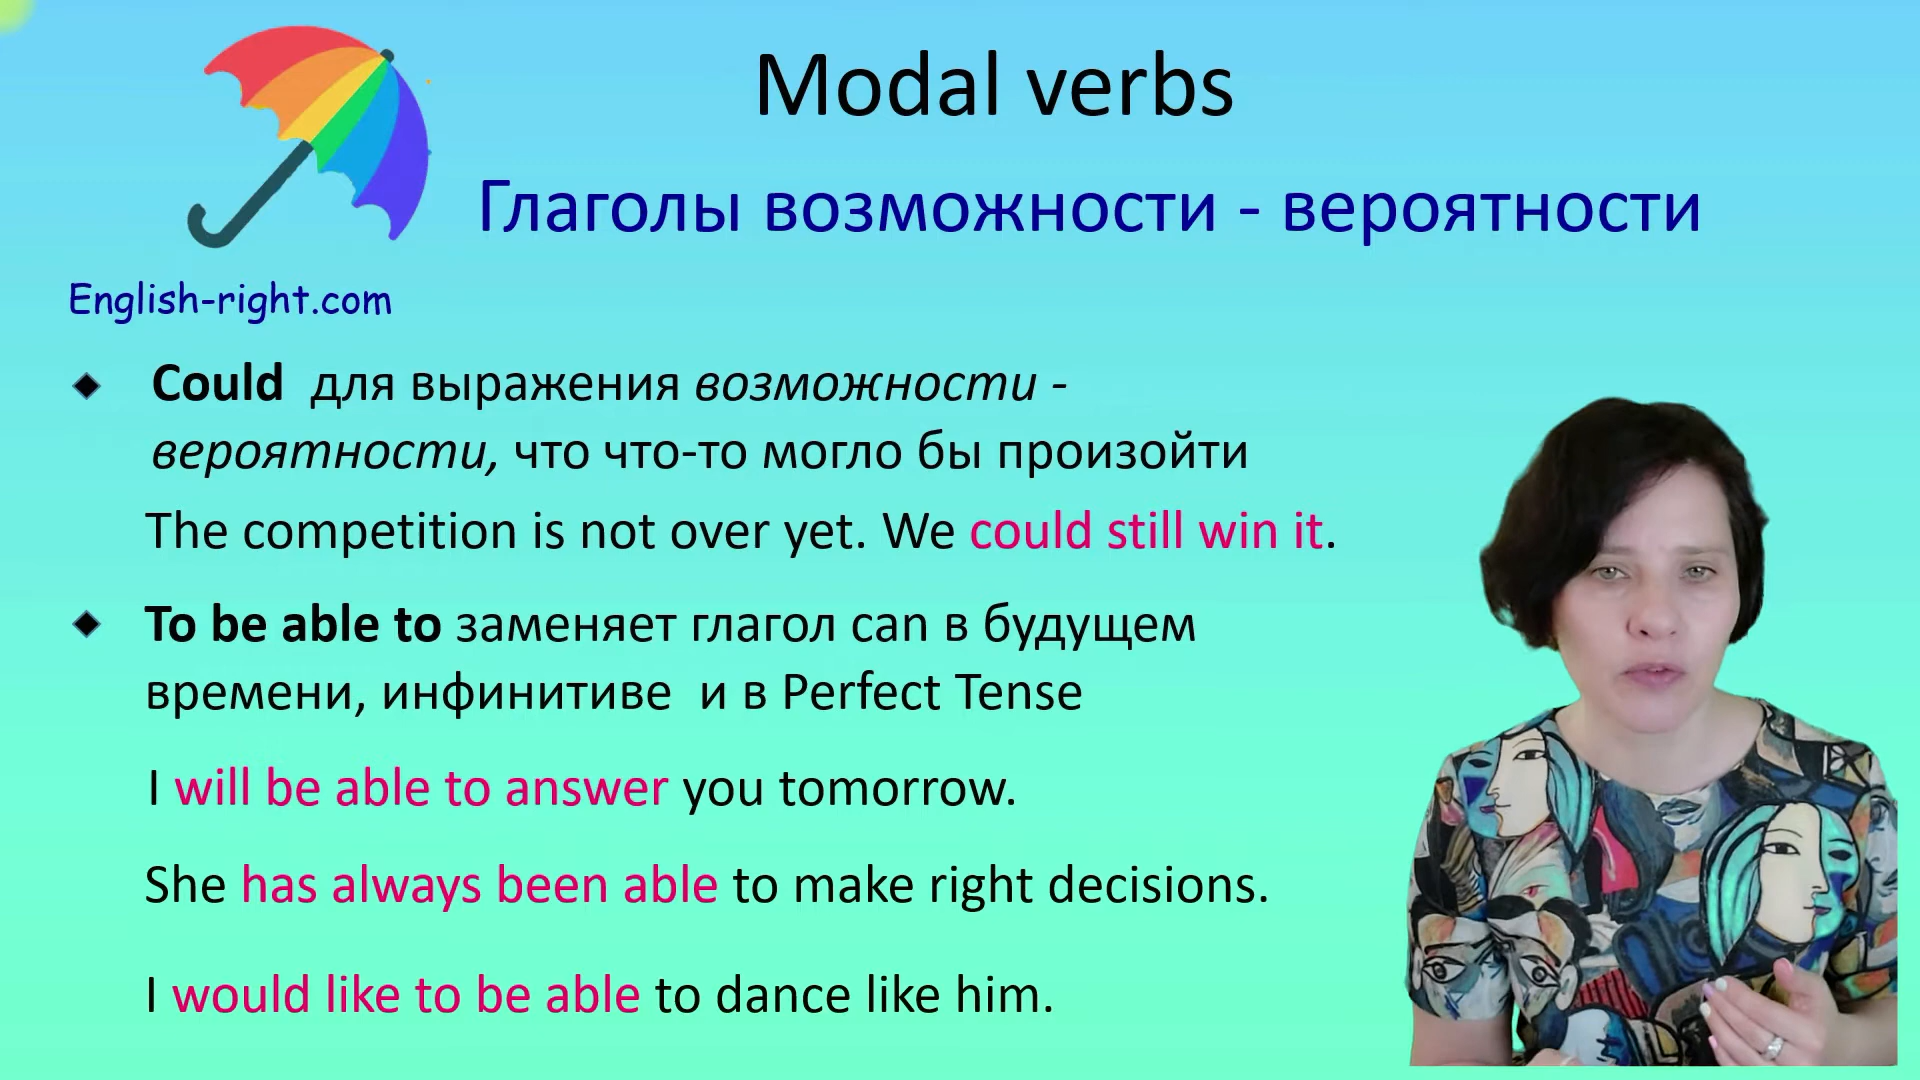 Modal verbs
Глаголы возможности - вероятности
English-right.com
Could для выражения возможности -
вероятности, что что-то могло бы произойти
The competition is not over yet. We could still win it.
To be able to заменяет глагол can в будущем
времени, инфинитиве и в Perfect Tense
I will be able to answer you tomorrow.
She has always been able to make right decisions.
I would like to be able to dance like him.